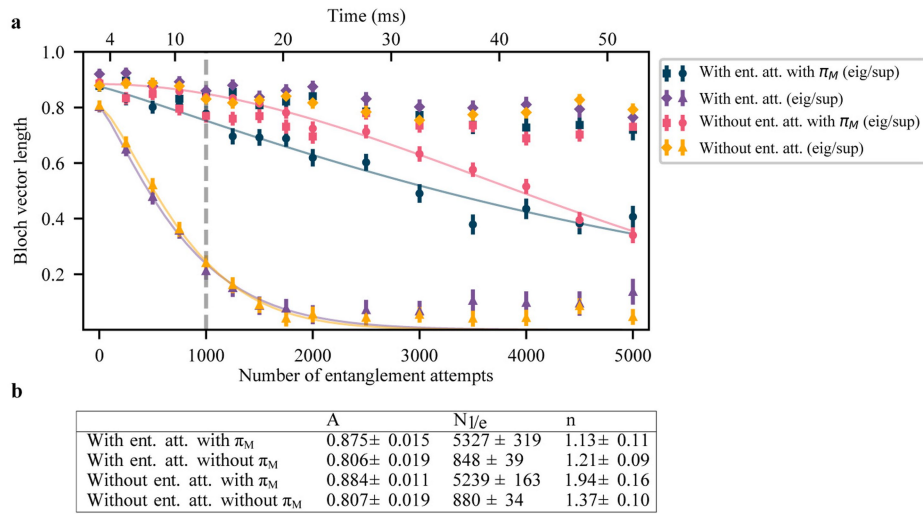 Time (ms)
a
4 10 20 30 40 50
1.0
0.8
0.6
0.4
0.2
Bloch vector length
With ent. att. with πM (eig/sup)
With ent. att. (eig/sup)
Without ent. att. with πM (eig/sup)
Without ent. att. (eig/sup)
0 1000 2000 3000 4000 5000
Number of entanglement attempts
b
A N1/e n
With ent. att. with πM 0.875± 0.015 5327 ± 319 1.13± 0.11
With ent. att. without πM 0.806± 0.019 848 ± 39 1.21± 0.09
Without ent. att. with πM 0.884± 0.011 5239 ± 163 1.94± 0.16
Without ent. att. without πM 0.807± 0.019 880 ± 34 1.37± 0.10